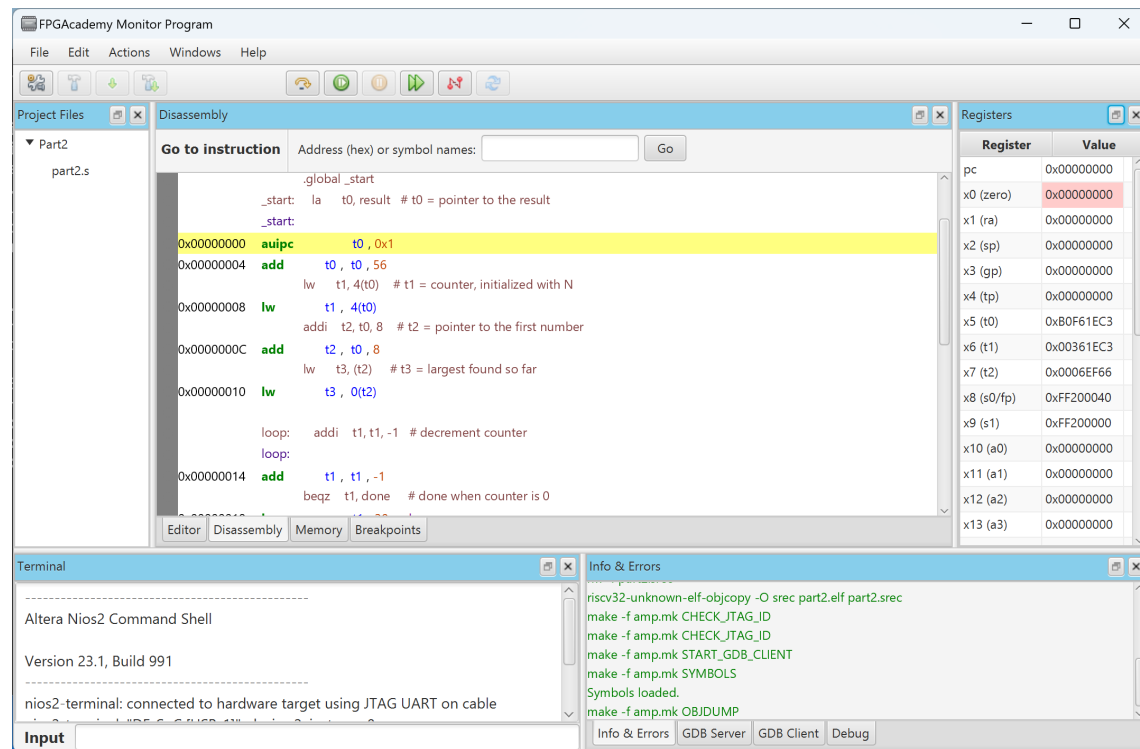 FPGAcademy Monitor Program
File Edit Actions Windows Help
Project Files
Part2
part2.s
Disassembly
Go to instruction Address (hex) or symbol names: Go
.global _start
_start: la t0, result # t0 = pointer to the result
_start:
0x00000000 auipc t0 , 0x1
0x00000004 add t0 , t0 , 56
lw t1, 4(t0) # t1 = counter, initialized with N
0x00000008 lw t1 , 4(t0)
addi t2, t0, 8 # t2 = pointer to the first number
0x0000000C add t2 , t0 , 8
lw t3, (t2) # t3 = largest found so far
0x00000010 lw t3 , 0(t2)
loop: addi t1, t1, -1 # decrement counter
loop:
0x00000014 add t1 , t1 , -1
beqz t1, done # done when counter is 0
Editor Disassembly Memory Breakpoints
Registers
Register Value
pc 0x00000000
x0 (zero) 0x00000000
x1 (ra) 0x00000000
x2 (sp) 0x00000000
x3 (gp) 0x00000000
x4 (tp) 0x00000000
x5 (t0) 0xB0F61EC3
x6 (t1) 0x00361EC3
x7 (t2) 0x0006EF66
x8 (s0/fp) 0xFF200040
x9 (s1) 0xFF200000
x10 (a0) 0x00000000
x11 (a1) 0x00000000
x12 (a2) 0x00000000
x13 (a3) 0x00000000
Terminal
------------------------------------------------
Altera Nios2 Command Shell
Version 23.1, Build 991
------------------------------------------------
nios2-terminal: connected to hardware target using JTAG UART on cable
Input
Info & Errors
riscv32-unknown-elf-objcopy -O srec part2.elf part2.srec
make -f amp.mk CHECK_JTAG_ID
make -f amp.mk CHECK_JTAG_ID
make -f amp.mk START_GDB_CLIENT
make -f amp.mk SYMBOLS
Symbols loaded.
make -f amp.mk OBJDUMP
Info & Errors GDB Server GDB Client Debug